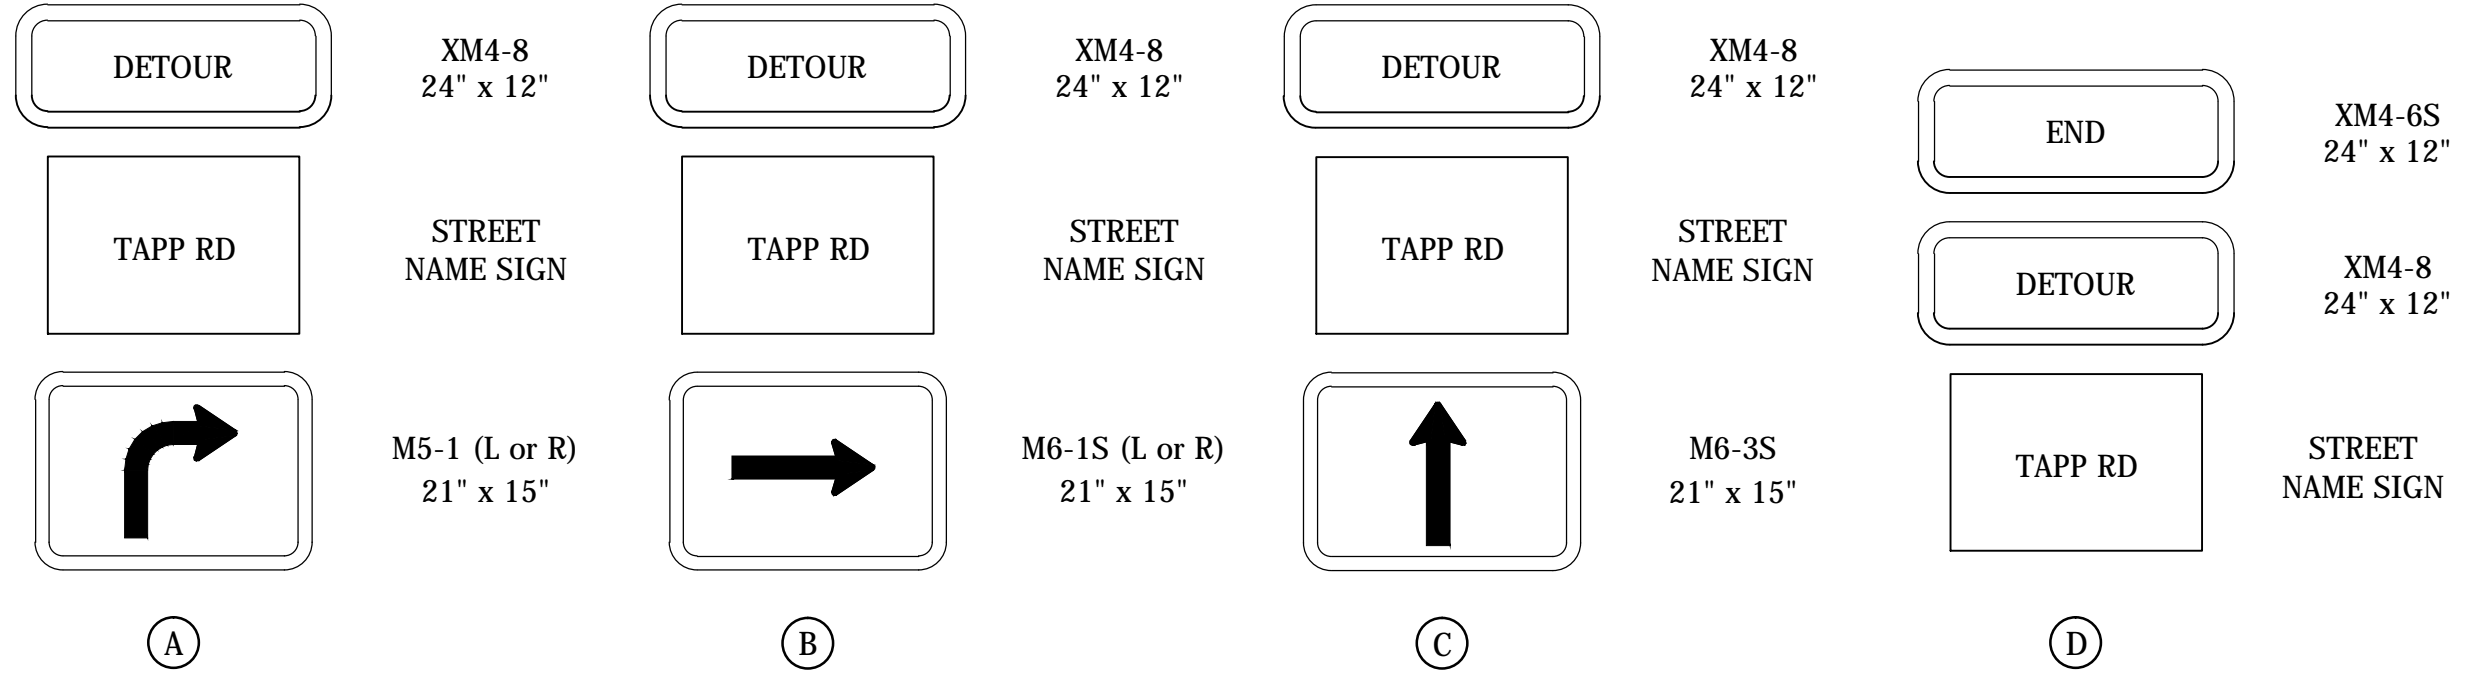 DETOUR
XM4-8
24" x 12"
TAPP RD
STREET
NAME SIGN
M5-1 (L or R)
21" x 15"
A
DETOUR
XM4-8
24" x 12"
TAPP RD
STREET
NAME SIGN
M6-1S (L or R)
21" x 15"
B
DETOUR
XM4-8
24" x 12"
TAPP RD
STREET
NAME SIGN
M6-3S
21" x 15"
C
END
XM4-6S
24" x 12"
DETOUR
XM4-8
24" x 12"
TAPP RD
STREET
NAME SIGN
D